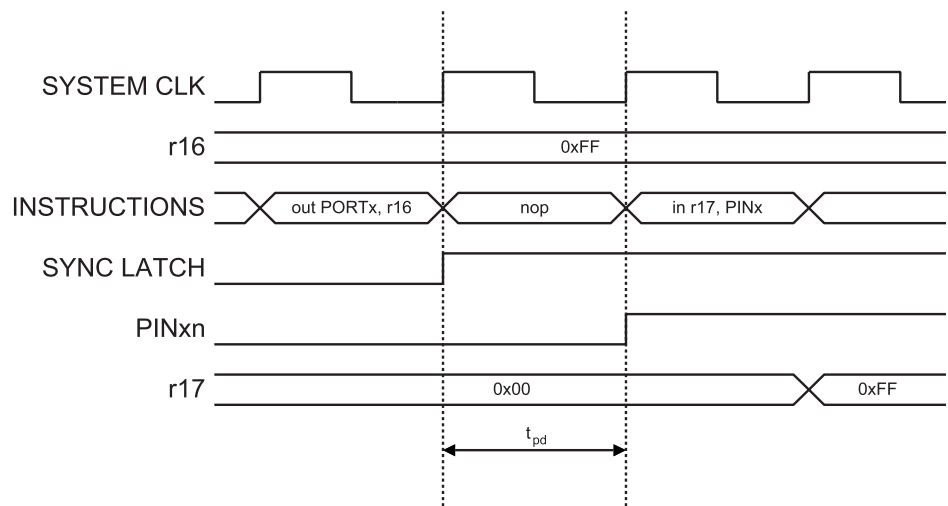 SYSTEM CLK
r16
0xFF
INSTRUCTIONS
out PORTx, r16
nop
in r17, PINx
SYNC LATCH
PINxn
r17
0x00
0xFF
tpd